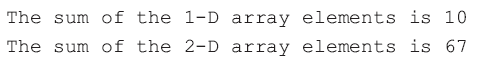 The sum of the 1-D array elements is 10
The sum of the 2-D array elements is 67